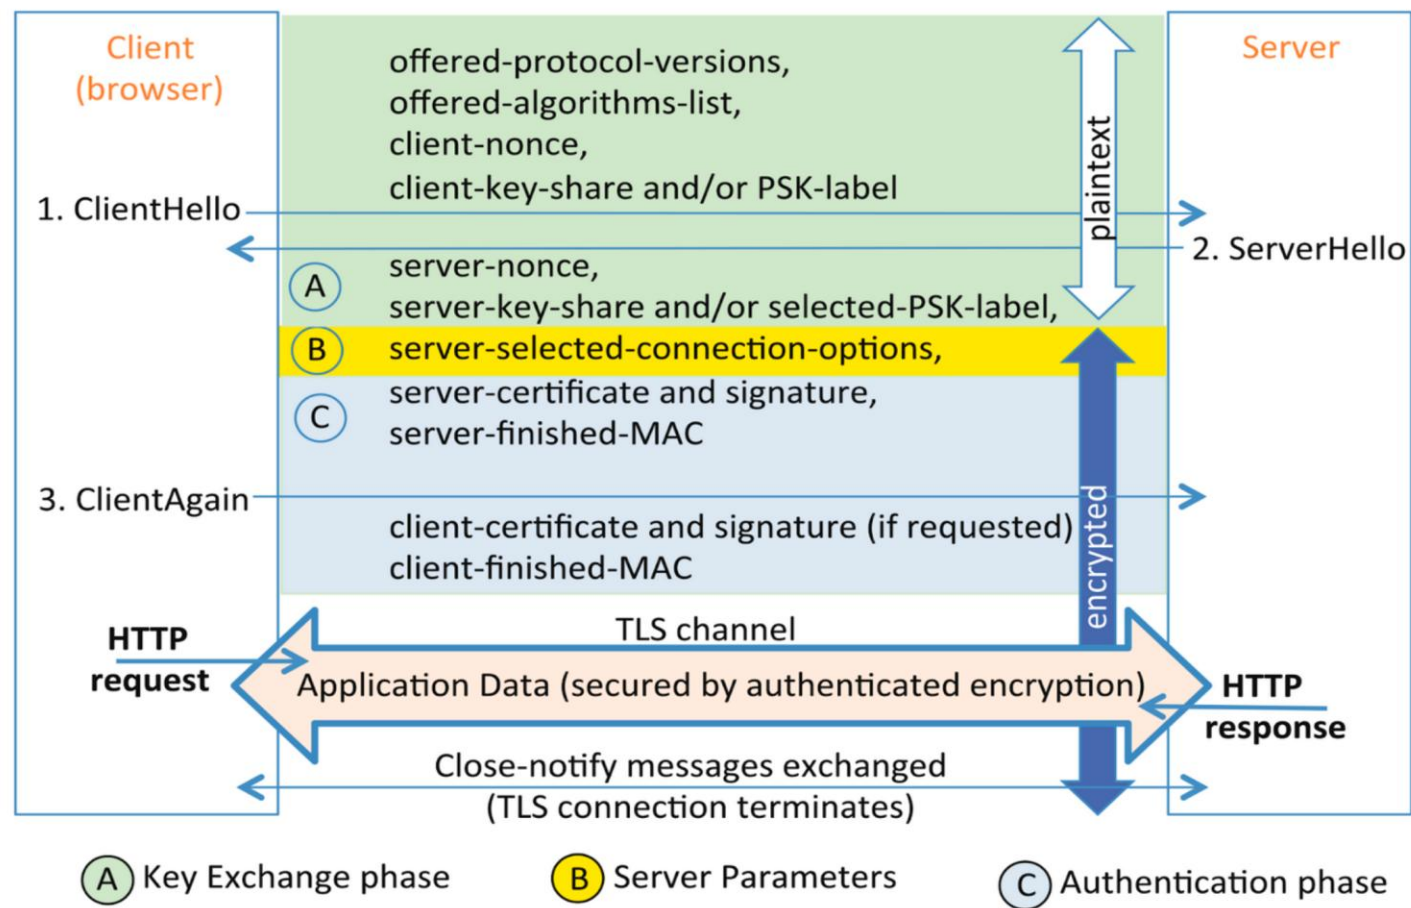 Client
(browser)
Server
offered-protocol-versions,
offered-algorithms-list,
client-nonce,
client-key-share and/or PSK-label
plaintext
1. ClientHello
2. ServerHello
A
server-nonce,
server-key-share and/or selected-PSK-label,
B
server-selected-connection-options,
C
server-certificate and signature,
server-finished-MAC
3. ClientAgain
client-certificate and signature (if requested)
client-finished-MAC
encrypted
TLS channel
HTTP
request
Application Data (secured by authenticated encryption)
HTTP
response
Close-notify messages exchanged
(TLS connection terminates)
A Key Exchange phase
B Server Parameters
C Authentication phase